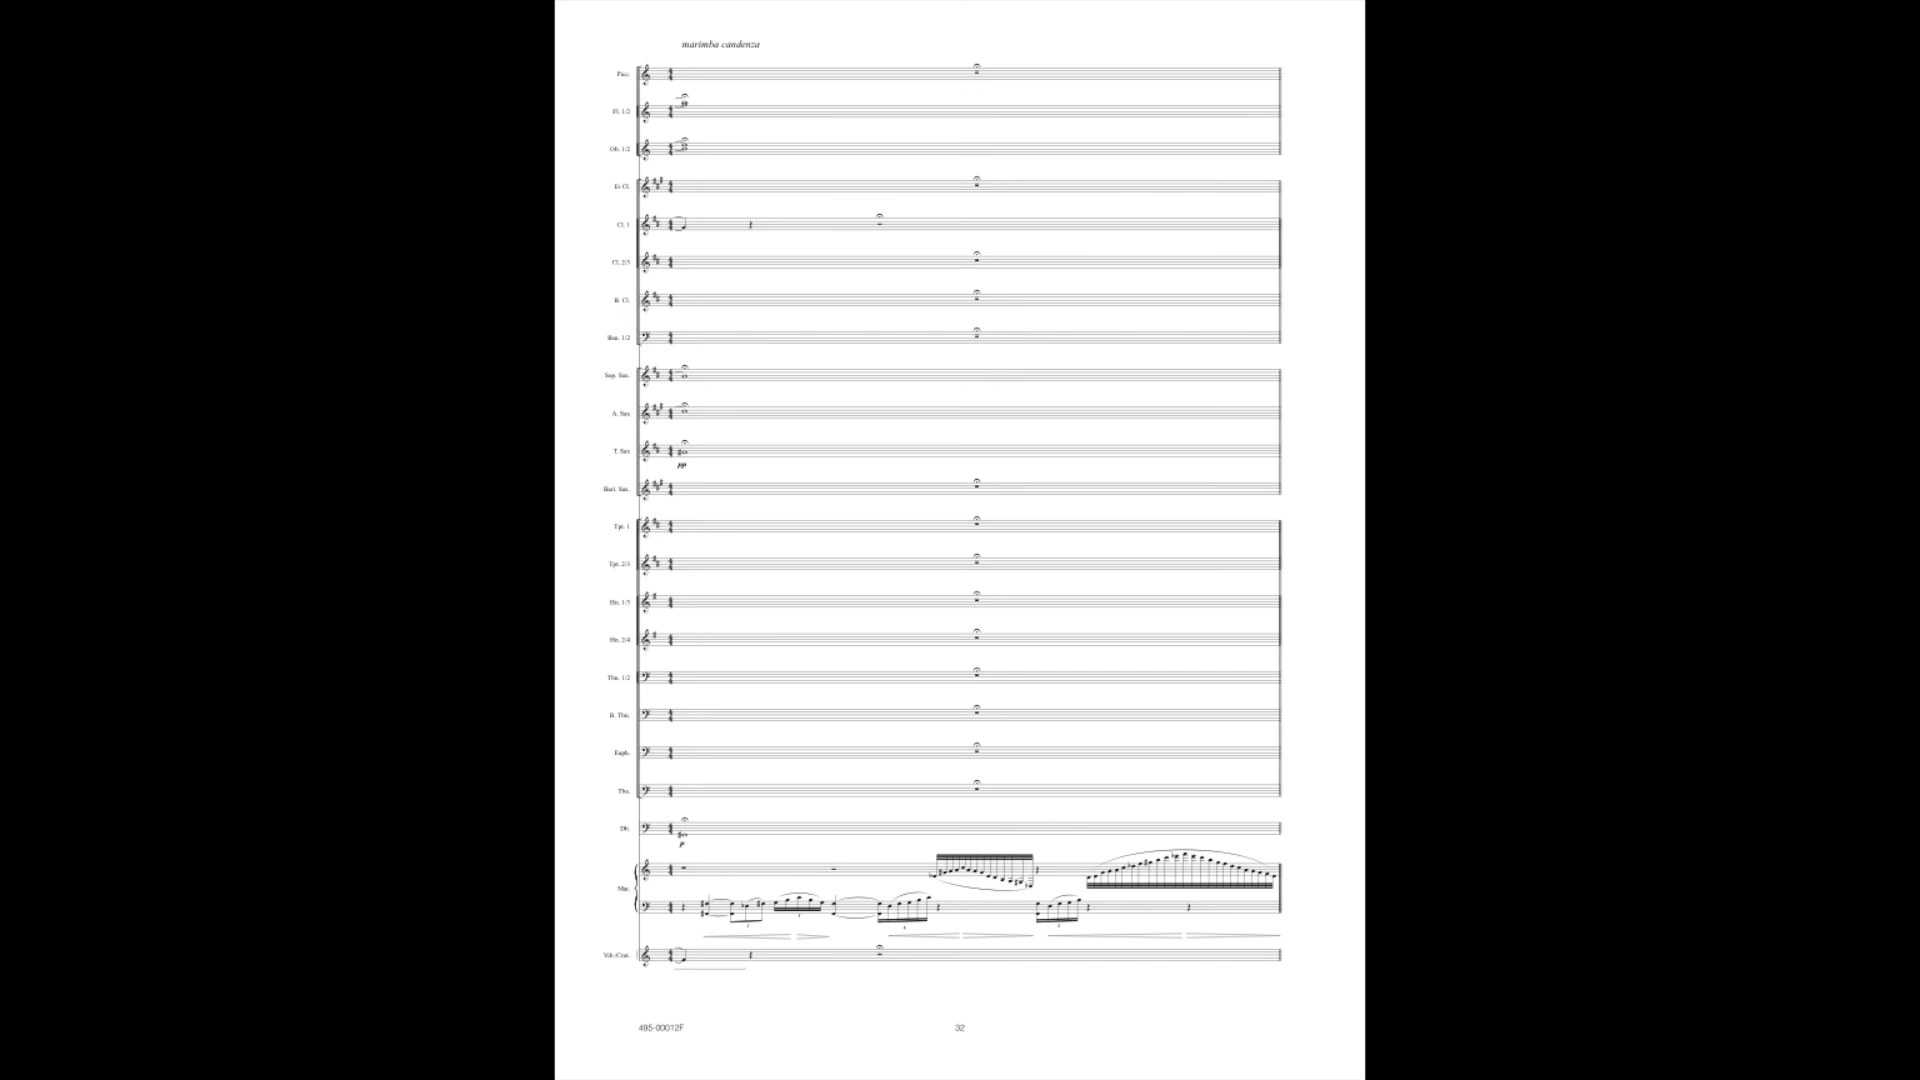 marimba candenza
Picc.
Fl. 1/2
Ob. 1/2
E♭ Cl.
Cl. 1
Cl. 2/3
B. Cl.
Bsn. 1/2
Sop. Sax.
A. Sax
T. Sax
pp
Bari. Sax.
Tpt. 1
Tpt. 2/3
Hn. 1/3
Hn. 2/4
Tbn. 1/2
B. Tbn.
Euph.
Tba.
Db.
p
Mar.
Vib./Crot.
495-00012F
32